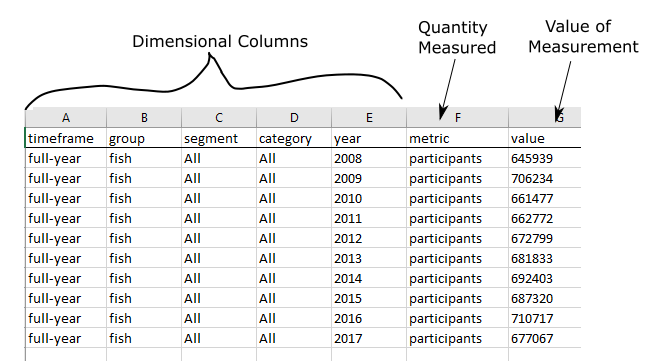 Dimensional Columns
Quantity
Measured
Value of
Measurement
A B C D E F G
timeframe group segment category year metric value
full-year fish All All 2008 participants 645939
full-year fish All All 2009 participants 706234
full-year fish All All 2010 participants 661477
full-year fish All All 2011 participants 662772
full-year fish All All 2012 participants 672799
full-year fish All All 2013 participants 681833
full-year fish All All 2014 participants 692403
full-year fish All All 2015 participants 687320
full-year fish All All 2016 participants 710717
full-year fish All All 2017 participants 677067